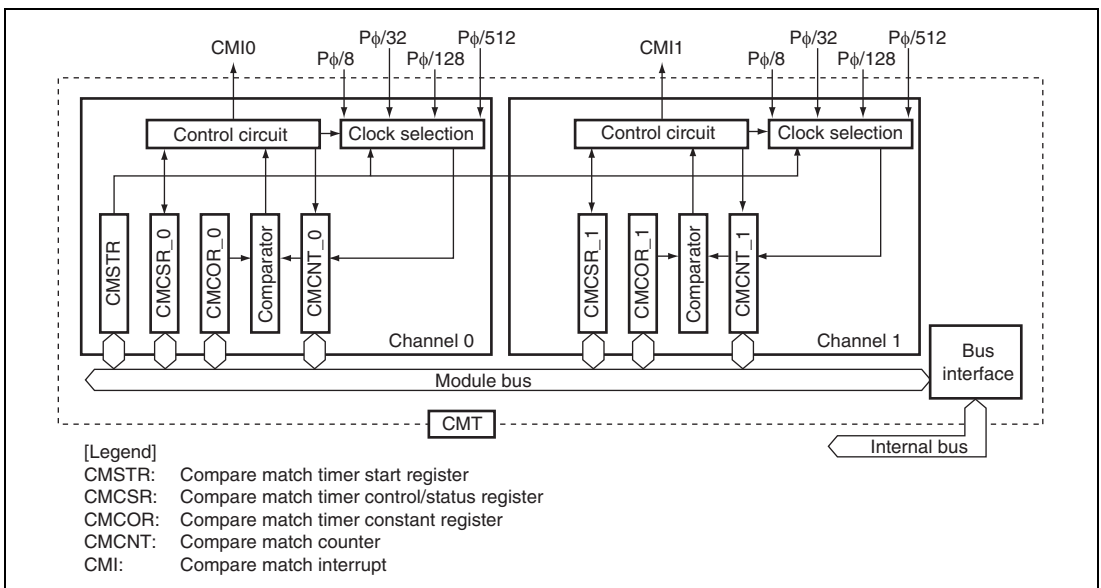 CMI0 Pφ/8 Pφ/32 Pφ/128 Pφ/512 CMI1 Pφ/8 Pφ/32 Pφ/128 Pφ/512
Control circuit Clock selection Control circuit Clock selection
CMSTR
CMCSR_0
CMCOR_0
Comparator
CMCNT_0
CMCSR_1
CMCOR_1
Comparator
CMCNT_1
Channel 0
Channel 1
Module bus
Bus
interface
CMT
Internal bus
[Legend]
CMSTR: Compare match timer start register
CMCSR: Compare match timer control/status register
CMCOR: Compare match timer constant register
CMCNT: Compare match counter
CMI: Compare match interrupt